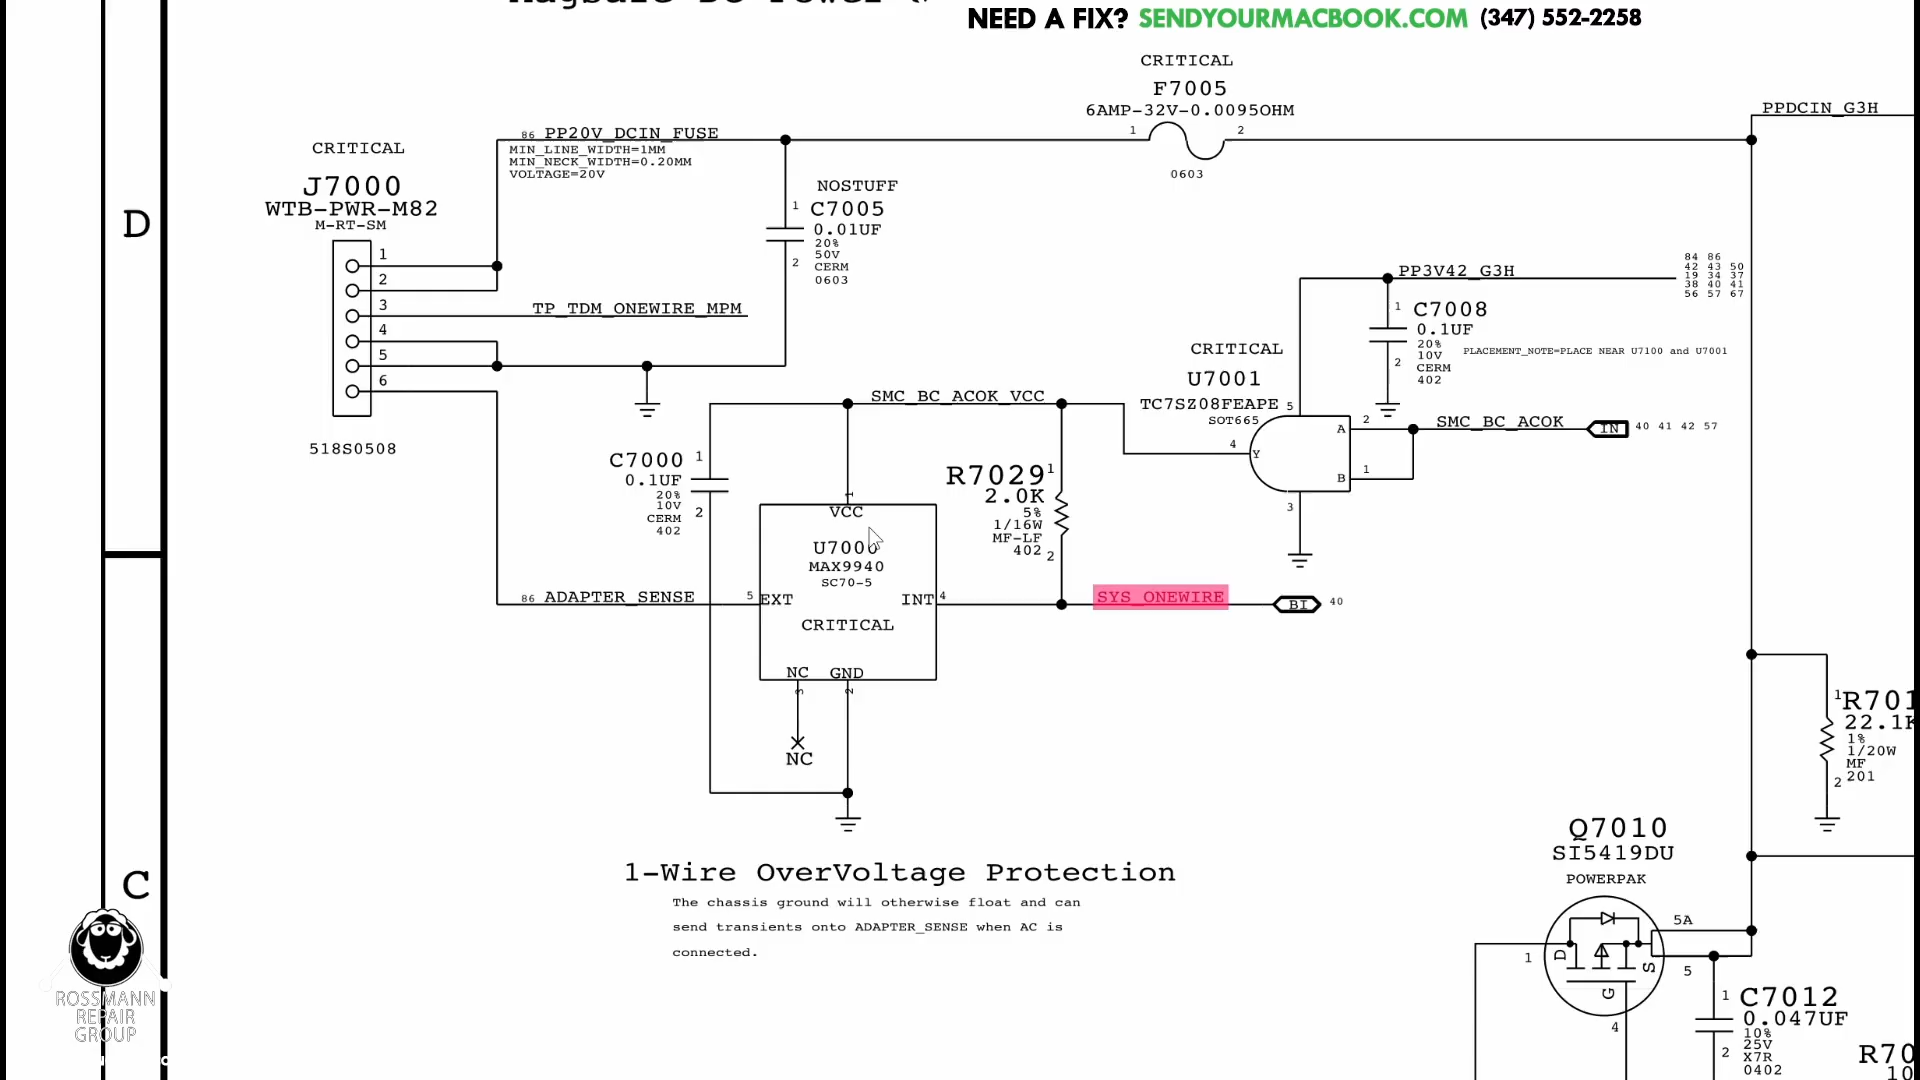 NEED A FIX? SENDYOURMACBOOK.COM (347) 552-2258
CRITICAL
F7005
6AMP-32V-0.0095OHM
1 2
0603
PPDCIN_G3H
86 PP20V_DCIN_FUSE
MIN_LINE_WIDTH=1MM
MIN_NECK_WIDTH=0.20MM
VOLTAGE=20V
CRITICAL
J7000
WTB-PWR-M82
M-RT-SM
1
2
3
4
5
6
518S0508
D
NOSTUFF
1 C7005
0.01UF
20%
50V
2 CERM
0603
TP_TDM_ONEWIRE_MPM
PP3V42_G3H
84 86
42 43 50
19 34 37
38 40 41
56 57 67
1 C7008
0.1UF
20%
10V
2 CERM
402
PLACEMENT_NOTE=PLACE NEAR U7100 and U7001
CRITICAL
U7001
TC7SZ08FEAPE 5
SOT665
4 Y
A 2
B 1
3
SMC_BC_ACOK IN 40 41 42 57
SMC_BC_ACOK_VCC
C7000 1
0.1UF
20%
10V 2
CERM
402
R7029 1
2.0K
5%
1/16W
MF-LF
402 2
1
VCC
U7000
MAX9940
SC70-5
86 ADAPTER_SENSE 5 EXT INT 4
CRITICAL
NC GND
3 2
NC
SYS_ONEWIRE BI 40
1-Wire OverVoltage Protection
The chassis ground will otherwise float and can
send transients onto ADAPTER_SENSE when AC is
connected.
C
ROSSMANN
REPAIR
GROUP
1
22.1K
1%
1/20W
MF
2 201
Q7010
SI5419DU
POWERPAK
5A
1 D S 5
G
4
1 C7012
0.047UF
10%
25V
2 X7R
0402